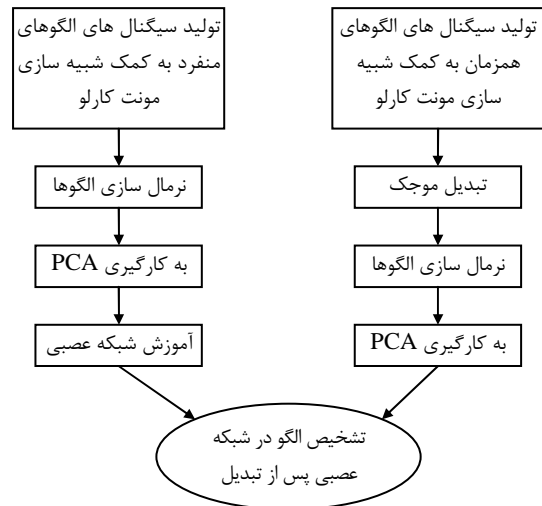 تولید سیگنال های الگوهای
همزمان به کمک شبیه
سازی مونت کارلو
تبدیل موجک
نرمال سازی الگوها
به کارگیری PCA
تولید سیگنال های الگوهای
منفرد به کمک شبیه سازی
مونت کارلو
نرمال سازی الگوها
به کارگیری PCA
آموزش شبکه عصبی
تشخیص الگو در شبکه
عصبی پس از تبدیل